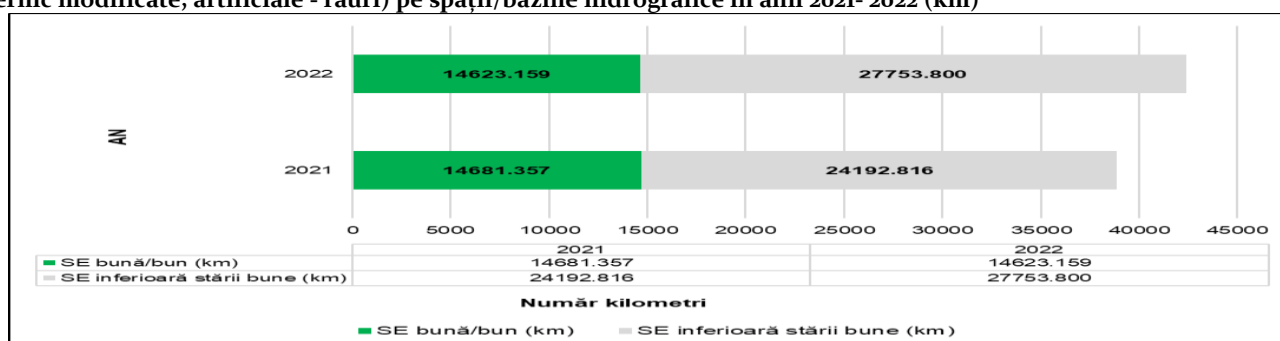 modificate, artificiale - râuri) pe spații/bazine hidrografice în anii 2021- 2022 (km)
2022
14623.159
27753.800
AN
2021
14681.357
24192.816
0 5000 10000 15000 20000 25000 30000 35000 40000 45000
2021 2022
SE bună/bun (km) 14681.357 14623.159
SE inferioară stării bune (km) 24192.816 27753.800
Număr kilometri
SE bună/bun (km) SE inferioară stării bune (km)